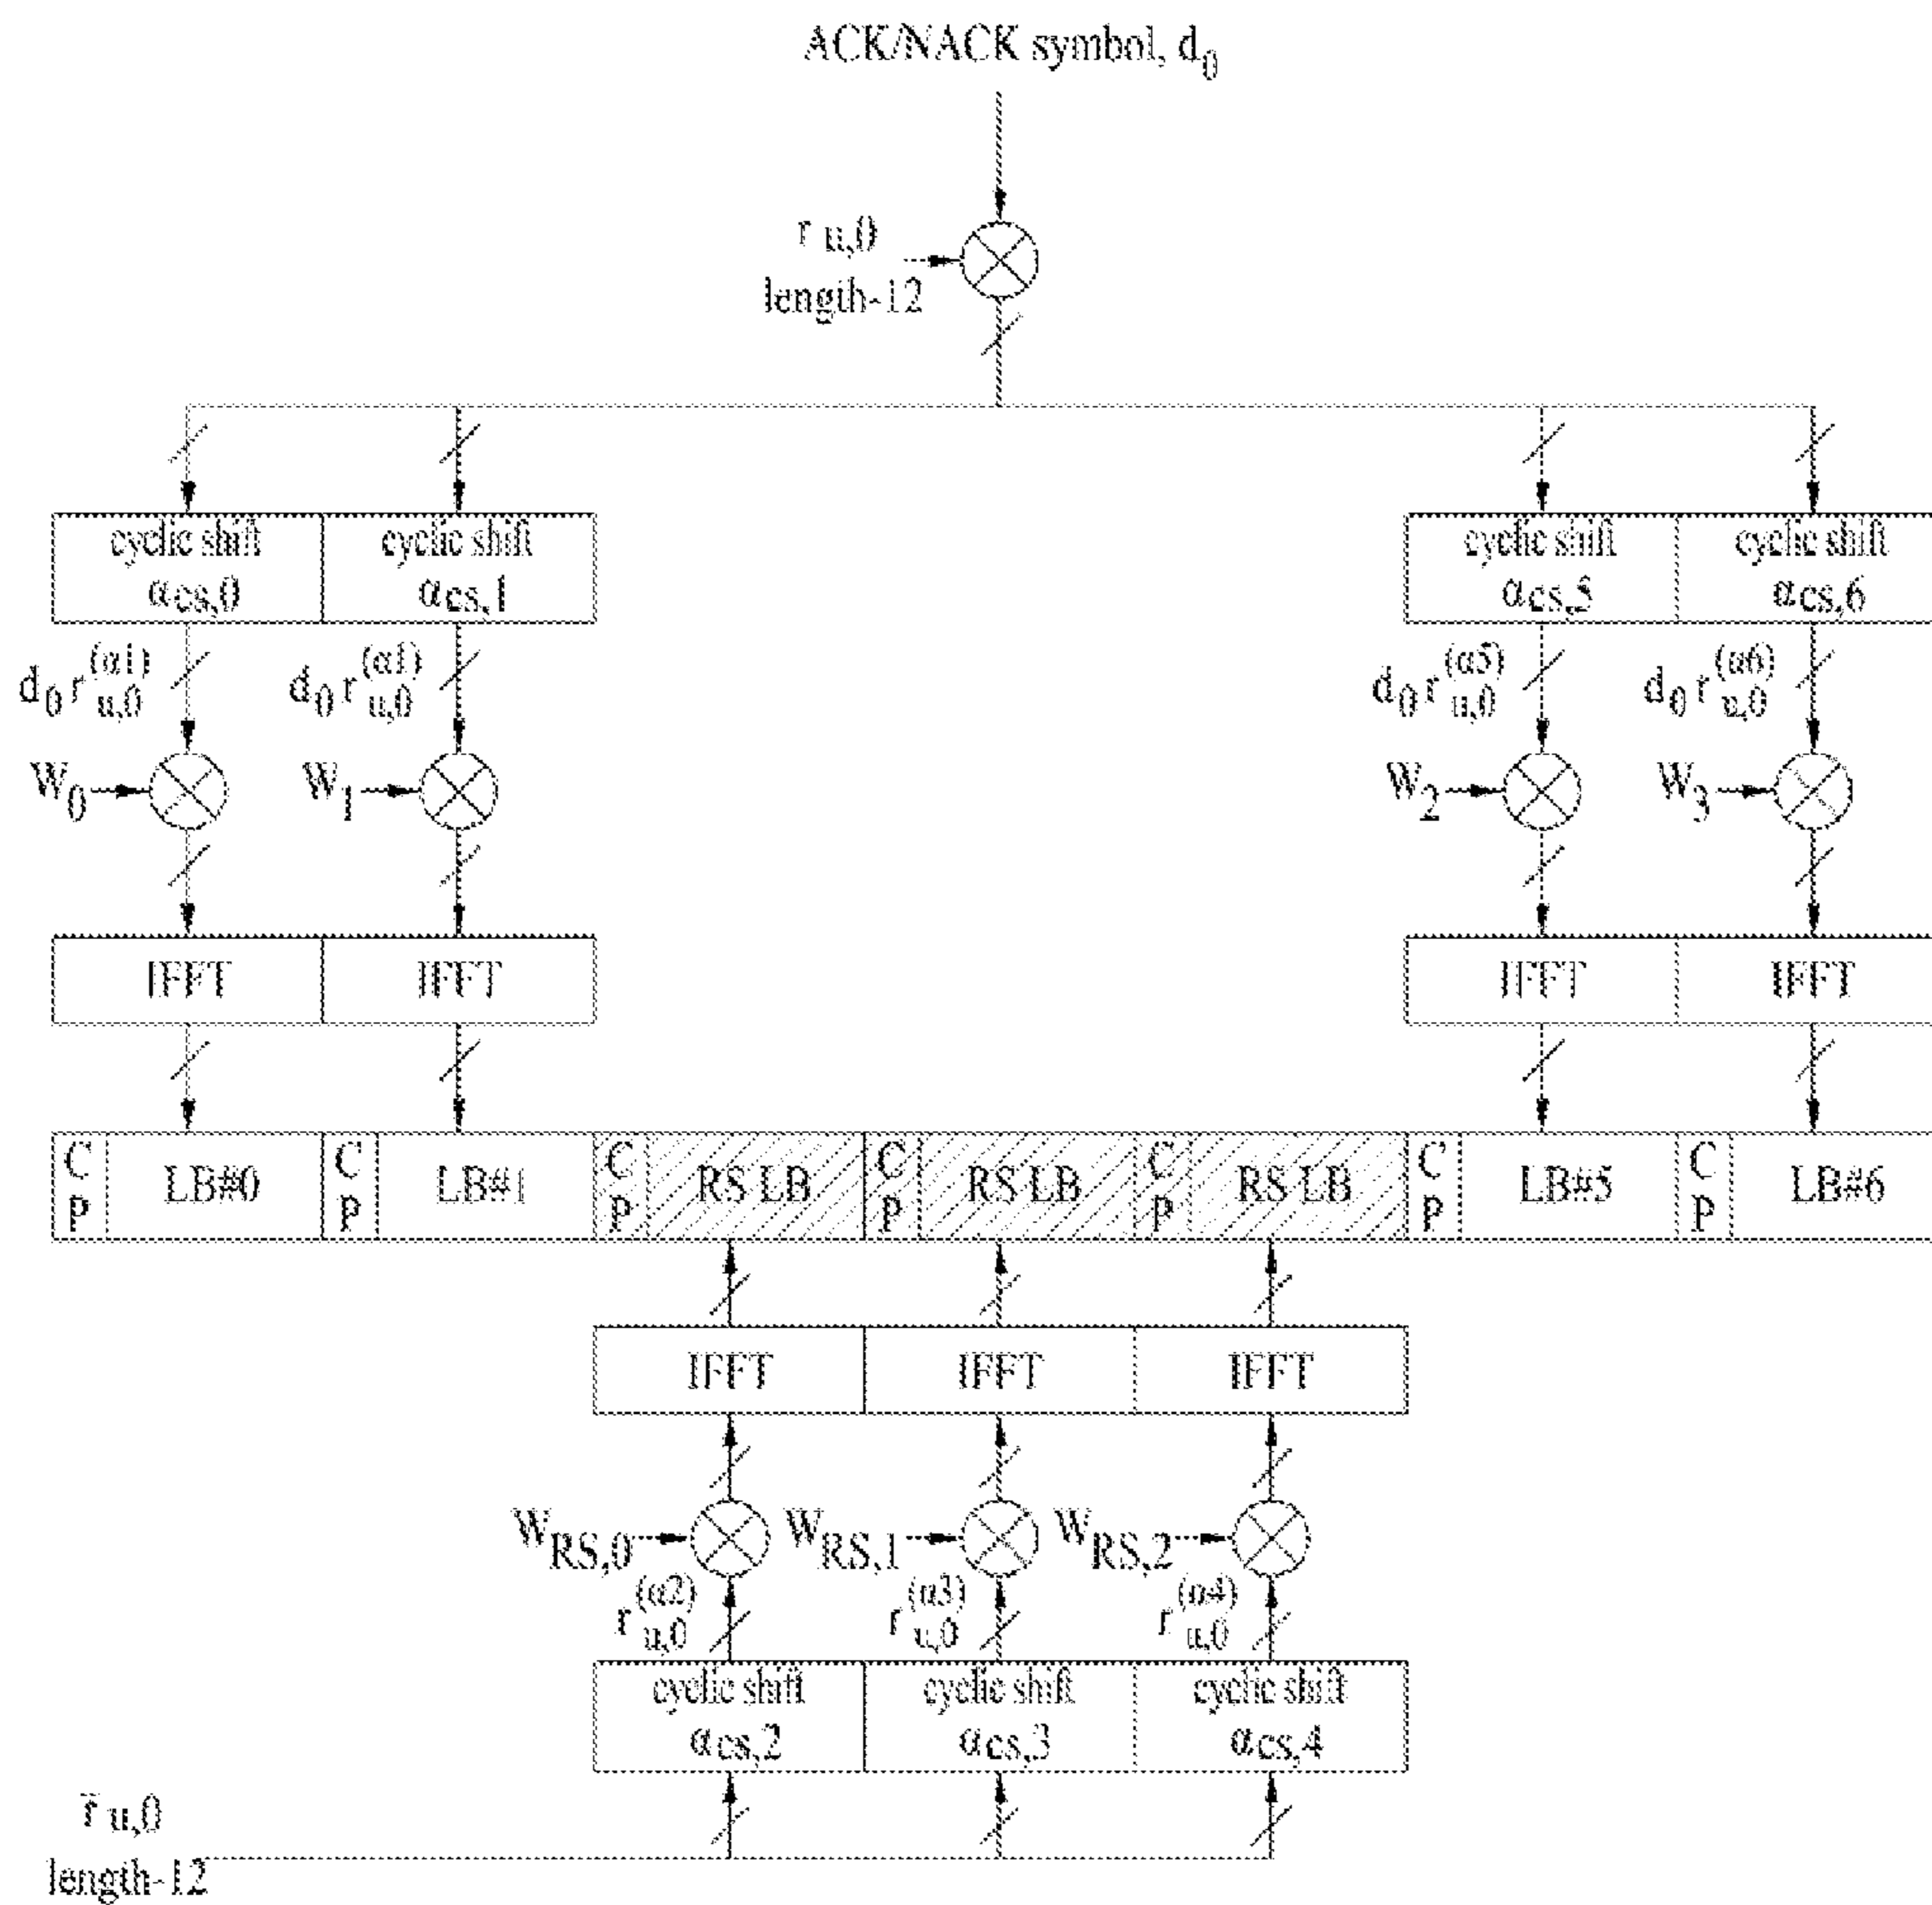 ACK/NACK symbol, d0
r u,0
length-12
cyclic shift cyclic shift cyclic shift cyclic shift
αcs,0 αcs,1 αcs,5 αcs,6
d0 r u,0 (α1) d0 r u,0 (α1) d0 r u,0 (α5) d0 r u,0 (α6)
W0 W1 W2 W3
IFFT IFFT IFFT IFFT
CP LB#0 CP LB#1 CP RS LB CP RS LB CP RS LB CP LB#5 CP LB#6
IFFT IFFT IFFT
WRS,0 WRS,1 WRS,2
r u,0 (α2) r u,0 (α3) r u,0 (α4)
cyclic shift cyclic shift cyclic shift
αcs,2 αcs,3 αcs,4
r̄ u,0
length-12